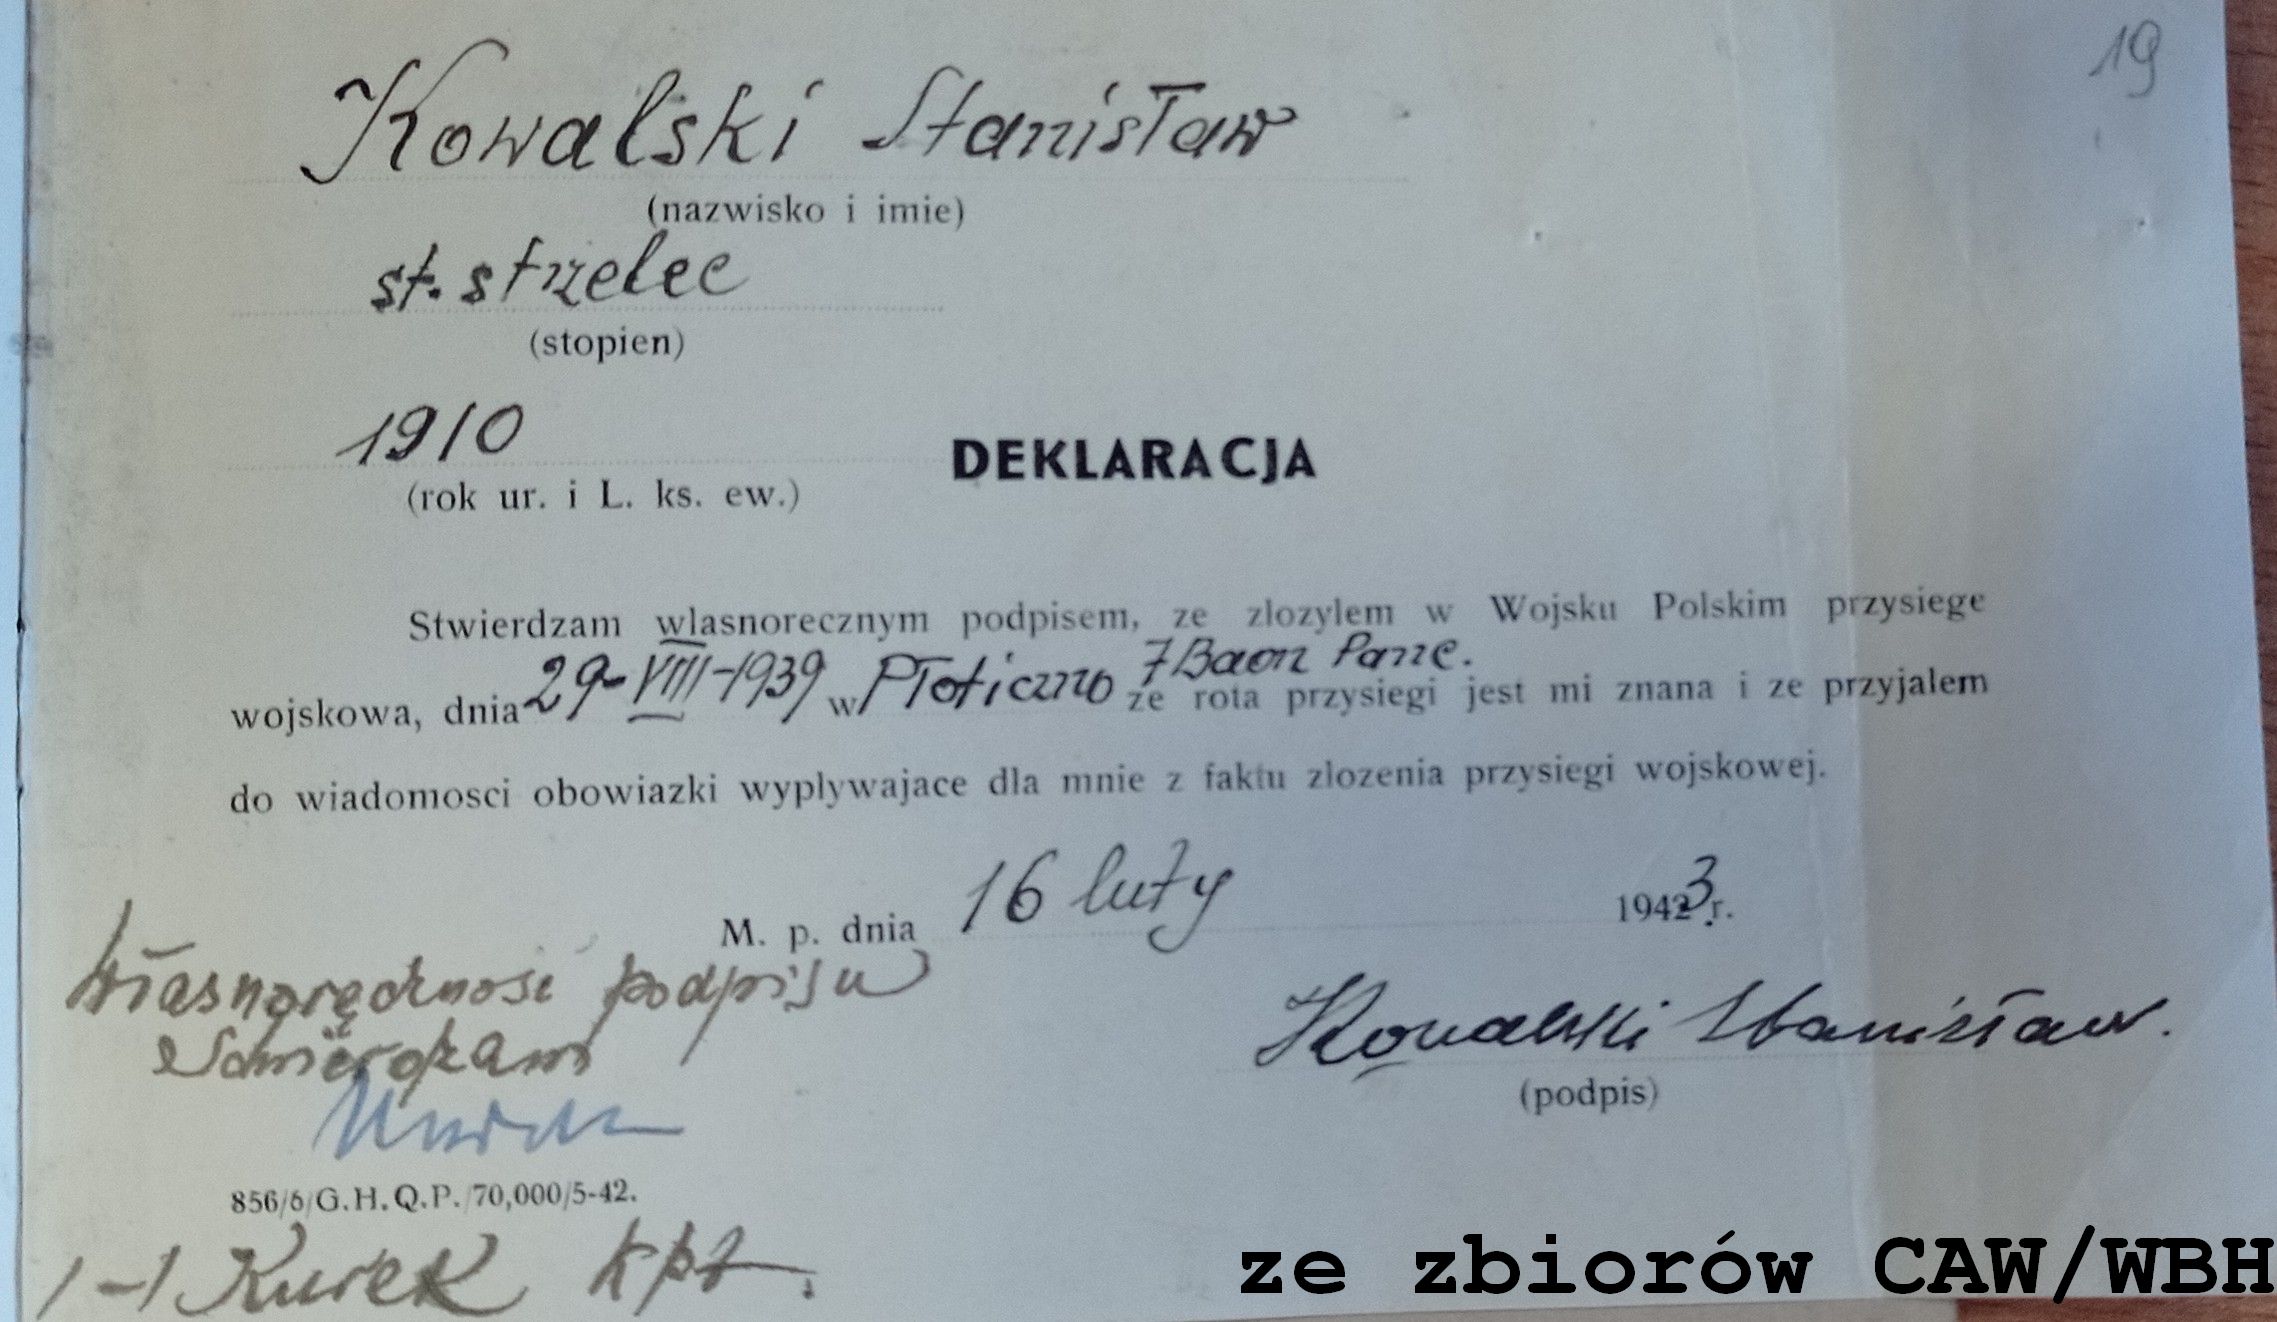 19
Kowalski Stanisław
(nazwisko i imie)
st. strzelec
(stopien)
1910
(rok ur. i L. ks. ew.)
DEKLARACJA
Stwierdzam wlasnorecznym podpisem, ze zlozylem w Wojsku Polskim przysiege
7 Baon Panc.
wojskowa, dnia 29-VIII-1939 w Płoticzno ze rota przysiegi jest mi znana i ze przyjalem
do wiadomosci obowiazki wyplywajace dla mnie z faktu zlozenia przysiegi wojskowej.
M. p. dnia 16 luty 1943 r.
Własnoręczność podpisu
stwierdzam
Kowalski Stanisław.
(podpis)
856/6/G.H.Q.P./70,000/5-42.
/-/ Kurek kpt.
ze zbiorów CAW/WBH